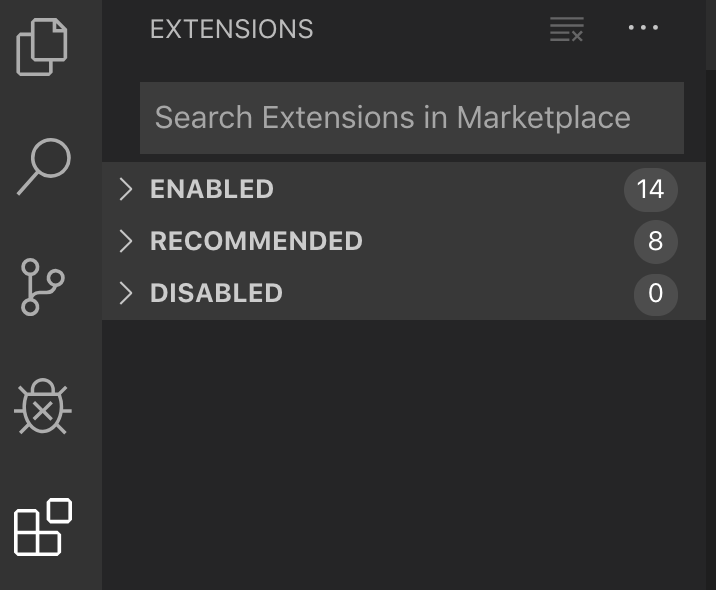 EXTENSIONS
Search Extensions in Marketplace
ENABLED 14
RECOMMENDED 8
DISABLED 0